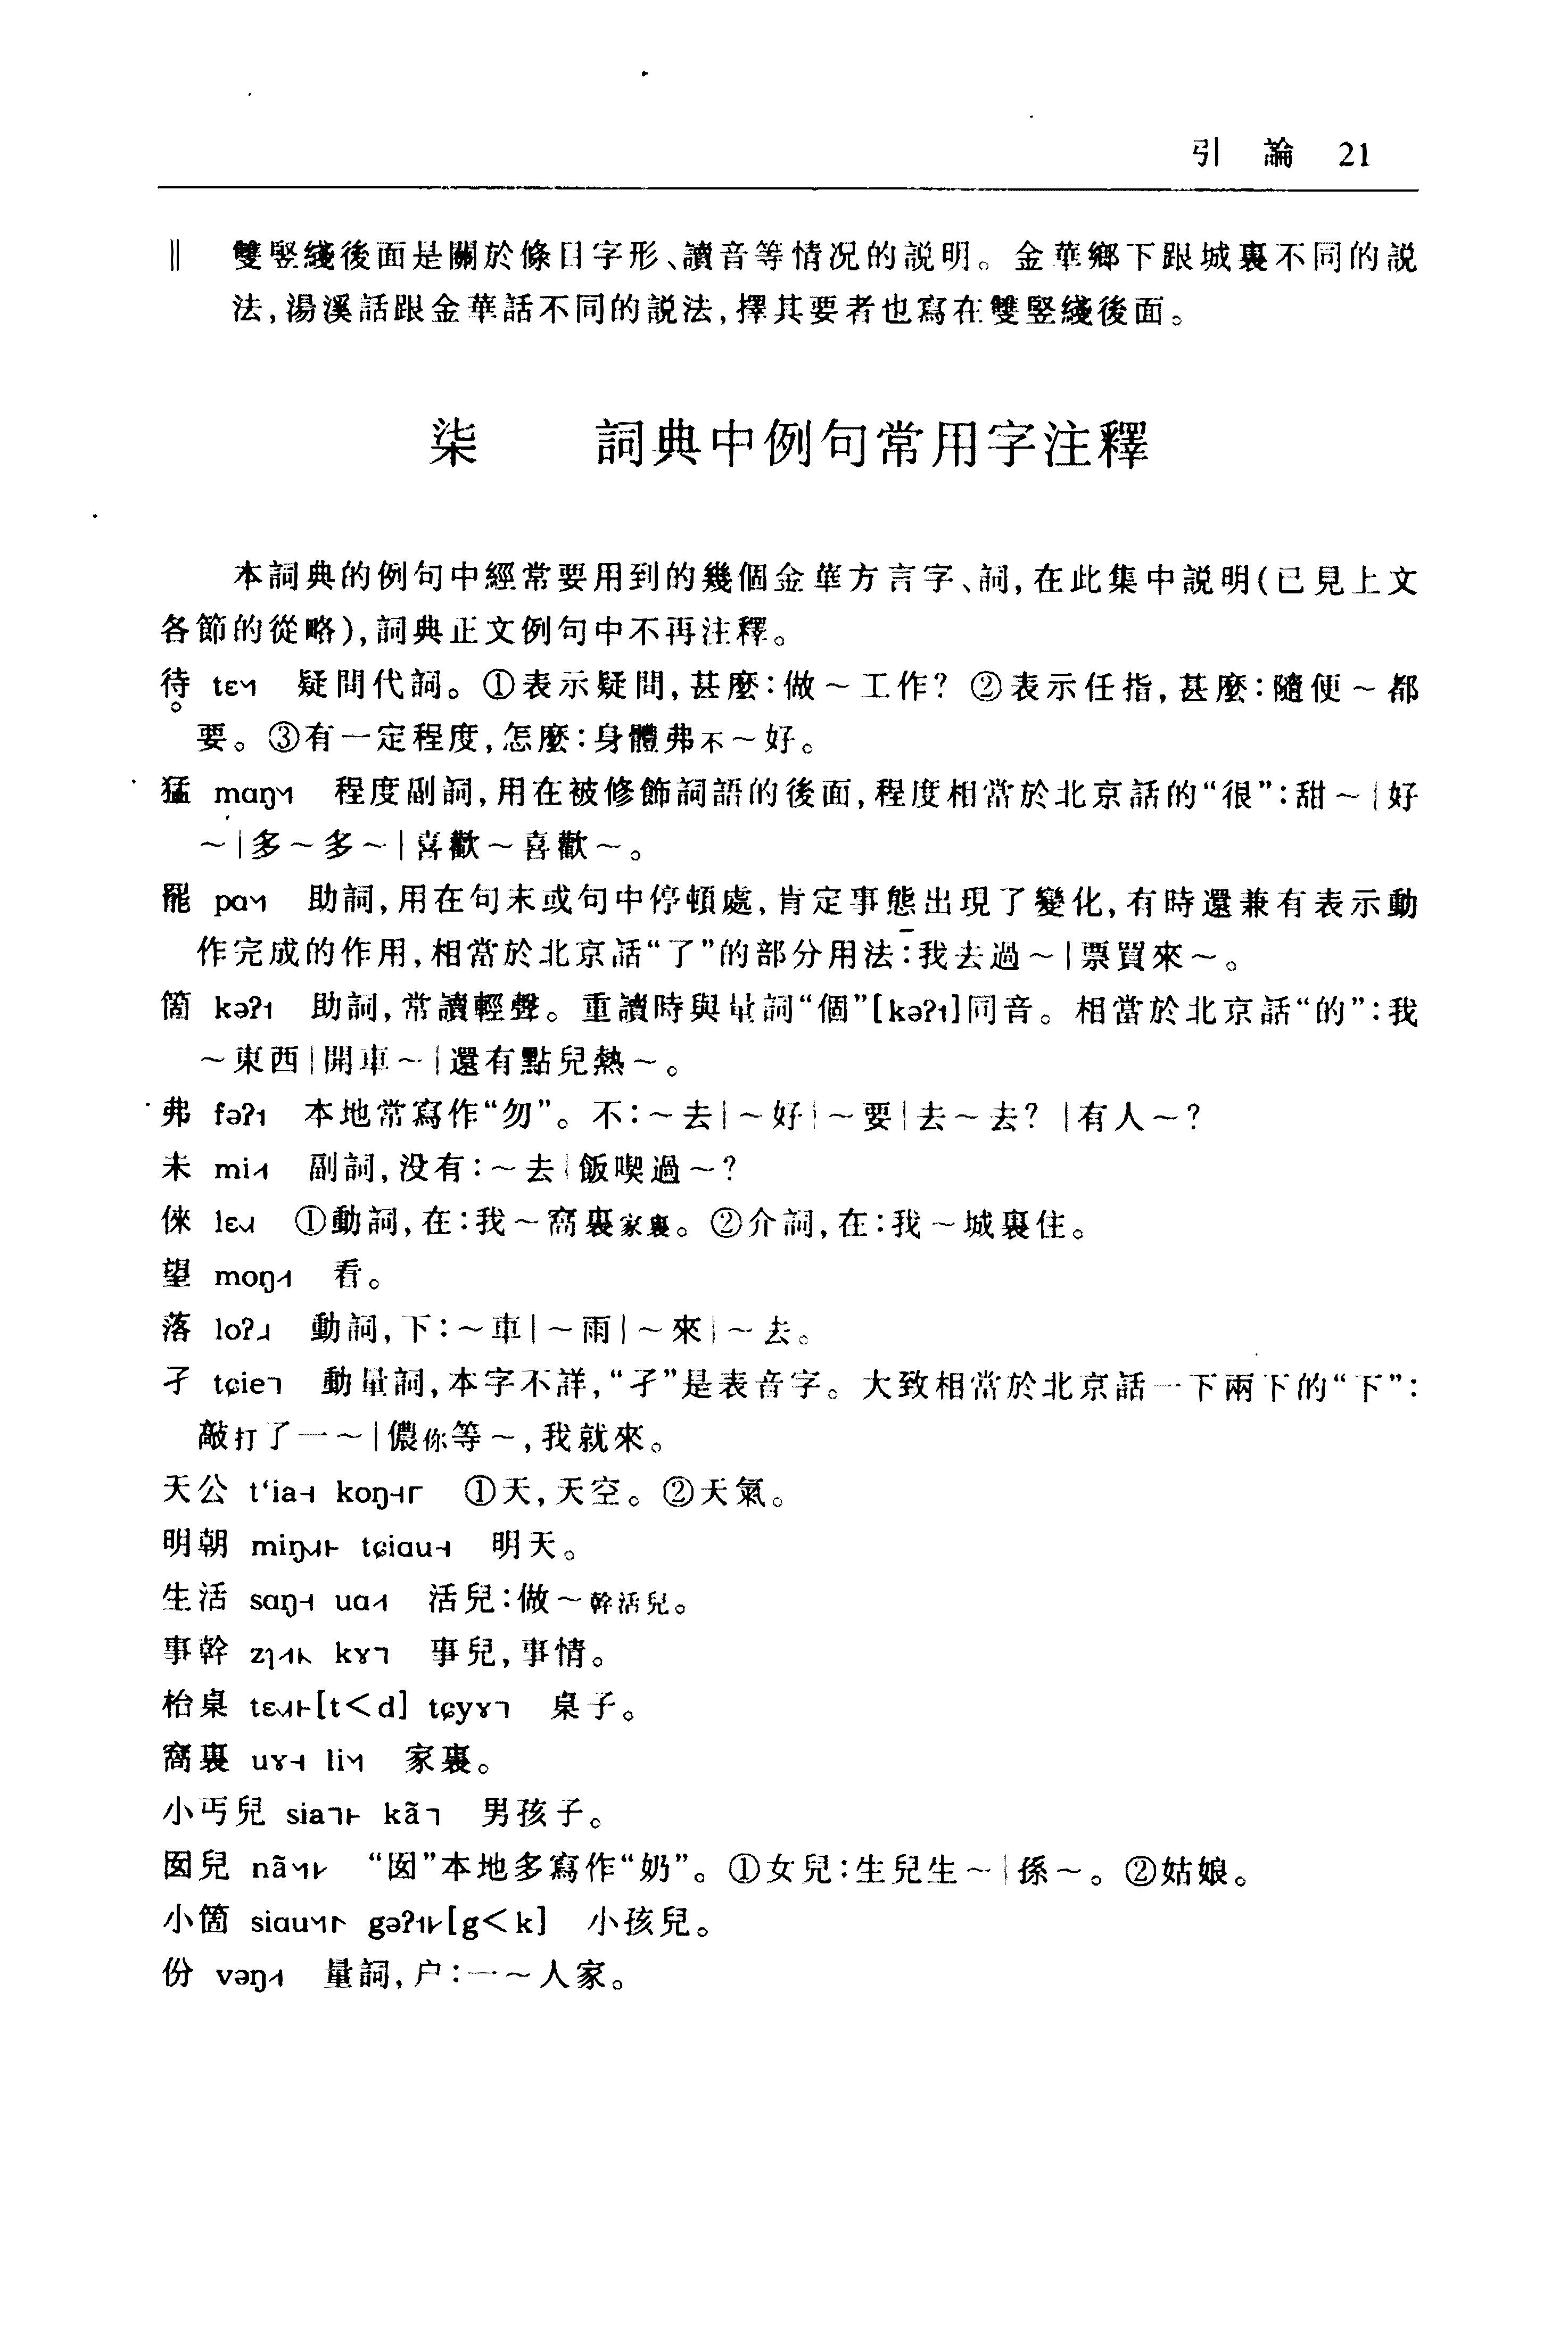 引　論　21
‖　雙竪綫後面是關於條目字形、讀音等情况的説明。金華鄉下跟城裏不同的説
法,湯溪話跟金華話不同的説法,擇其要者也寫在雙竪綫後面。
柒　　詞典中例句常用字注釋
本詞典的例句中經常要用到的幾個金華方言字、詞,在此集中説明(已見上文
各節的從略),詞典正文例句中不再注釋。
待。 tɛ　疑問代詞。①表示疑問,甚麽:做～工作? ②表示任指,甚麽:隨便～都
要。③有一定程度,怎麽:身體弗不～好。
猛 mɑŋ　程度副詞,用在被修飾詞語的後面,程度相當於北京話的“很”:甜～|好
～|多～多～|喜歡～喜歡～。
罷 pɑ　助詞,用在句末或句中停頓處,肯定事態出現了變化,有時還兼有表示動
作完成的作用,相當於北京話“了”的部分用法:我去過～|票買來～。
箇 kəʔ　助詞,常讀輕聲。重讀時與量詞“個”[kəʔ]同音。相當於北京話“的”:我
～東西|開車～|還有點兒熱～。
弗 fəʔ　本地常寫作“勿”。不:～去|～好|～要|去～去? |有人～?
未 mi　副詞,没有:～去|飯喫過～?
倈 lɛ　①動詞,在:我～窩裏家裏。②介詞,在:我～城裏住。
望 moŋ　看。
落 loʔ　動詞,下:～車|～雨|～來|～去。
孑 tɕie˥　動量詞,本字不詳,“孑”是表音字。大致相當於北京話一下兩下的“下”:
敲打了一～|儂你等～,我就來。
天公 tʻia koŋ　①天,天空。②天氣。
明朝 miŋ tɕiɑu　明天。
生活 sɑŋ uɑ　活兒:做～幹活兒。
事幹 zɿ kɤ˥　事兒,事情。
枱桌 tɛ[t<d] tɕyɤ˥　桌子。
窩裏 uɤ li　家裏。
小丐兒 sia kã˥　男孩子。
囡兒 nã　“囡”本地多寫作“奶”。①女兒:生兒生～|孫～。②姑娘。
小箇 siɑu gəʔ[g<k]　小孩兒。
份 vəŋ　量詞,户:一～人家。